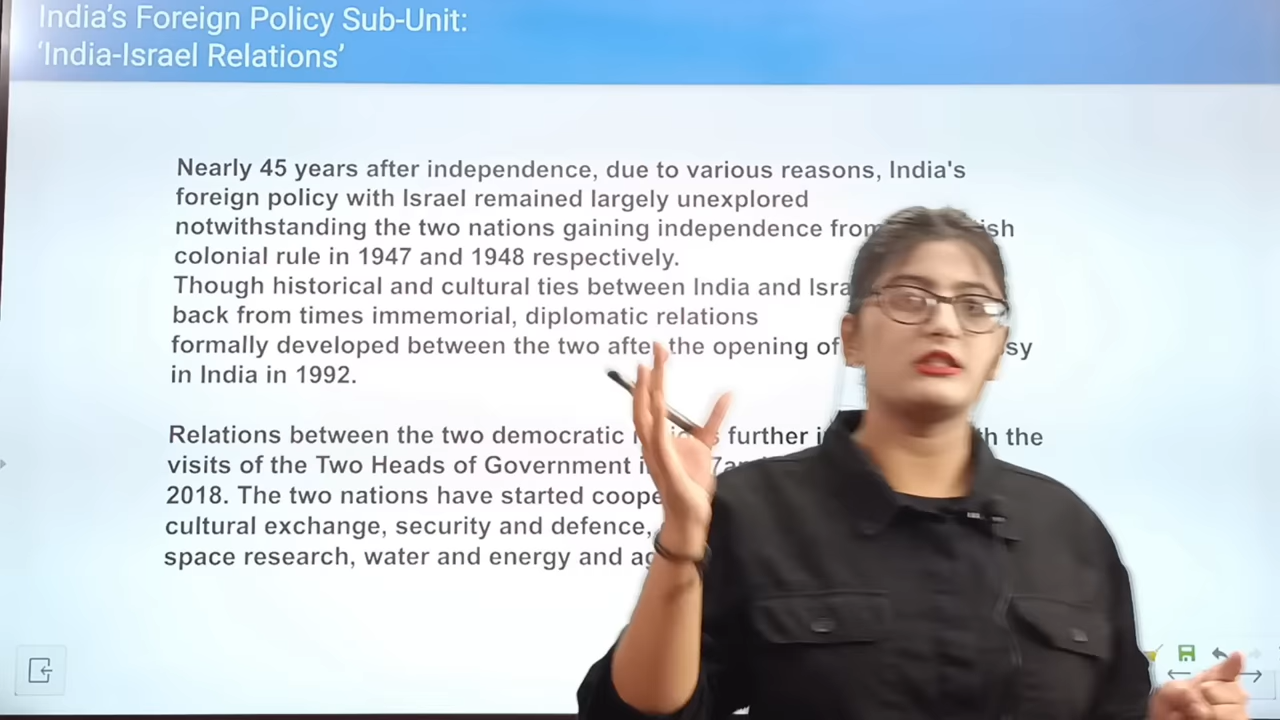 India's Foreign Policy Sub-Unit:
'India-Israel Relations'
Nearly 45 years after independence, due to various reasons, India's
foreign policy with Israel remained largely unexplored
notwithstanding the two nations gaining independence from
colonial rule in 1947 and 1948 respectively.
Though historical and cultural ties between India and
back from times immemorial, diplomatic relations
formally developed between the two after the opening of
in India in 1992.
Relations between the two democratic further the
visits of the Two Heads of Government
2018. The two nations have started
cultural exchange, security and defence,
space research, water and energy and